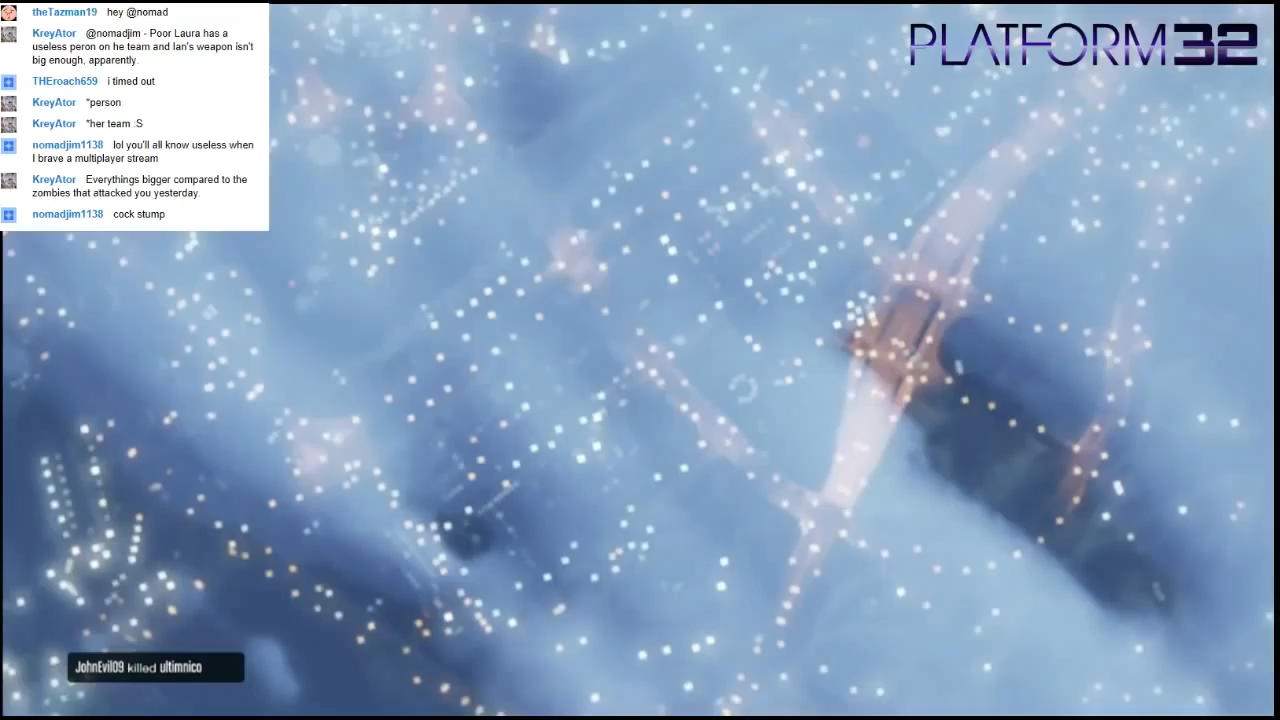 theTazman19 hey @nomad
KreyAtor @nomadjim - Poor Laura has a
useless peron on he team and Ian's weapon isn't
big enough, apparently.
THEroach659 i timed out
KreyAtor *person
KreyAtor *her team :S
nomadjim1138 lol you'll all know useless when
I brave a multiplayer stream
KreyAtor Everythings bigger compared to the
zombies that attacked you yesterday.
nomadjim1138 cock stump
PLATFORM32
JohnEvil09 killed ultimnico